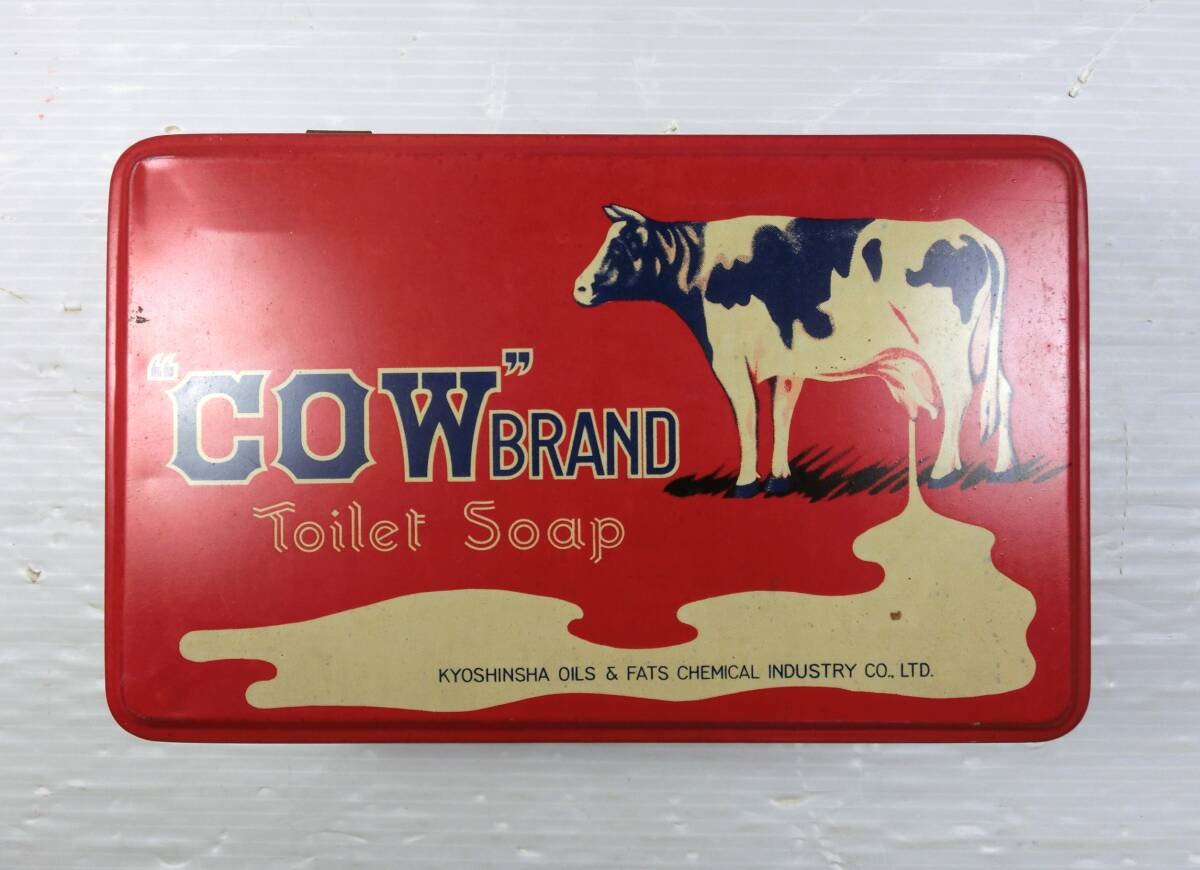 "COW" BRAND
Toilet Soap
KYOSHINSHA OILS & FATS CHEMICAL INDUSTRY CO., LTD.